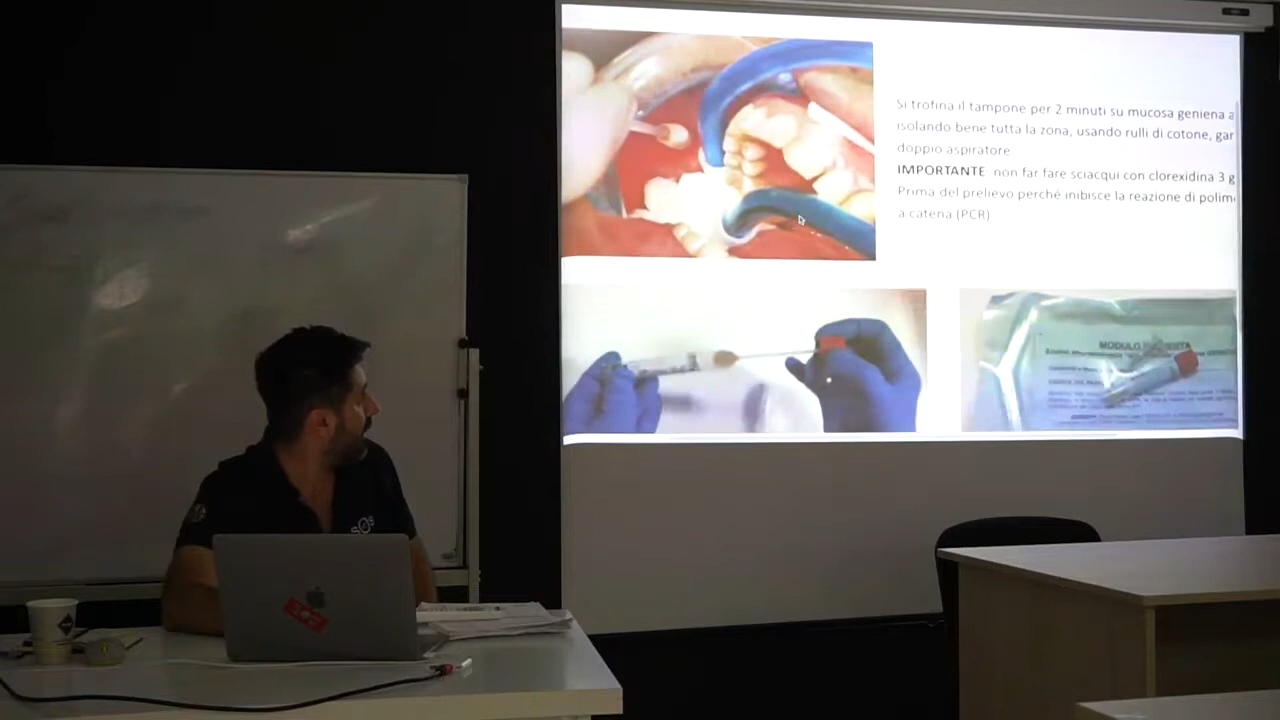 Si trofina il tampone per 2 minuti su mucosa geniena a
isolando bene tutta la zona, usando rulli di cotone, gar
doppio aspiratore
IMPORTANTE: non far fare sciacqui con clorexidina 3 g
Prima del prelievo perché inibisce la reazione di polim
a catena (PCR)
MODULO
SOS